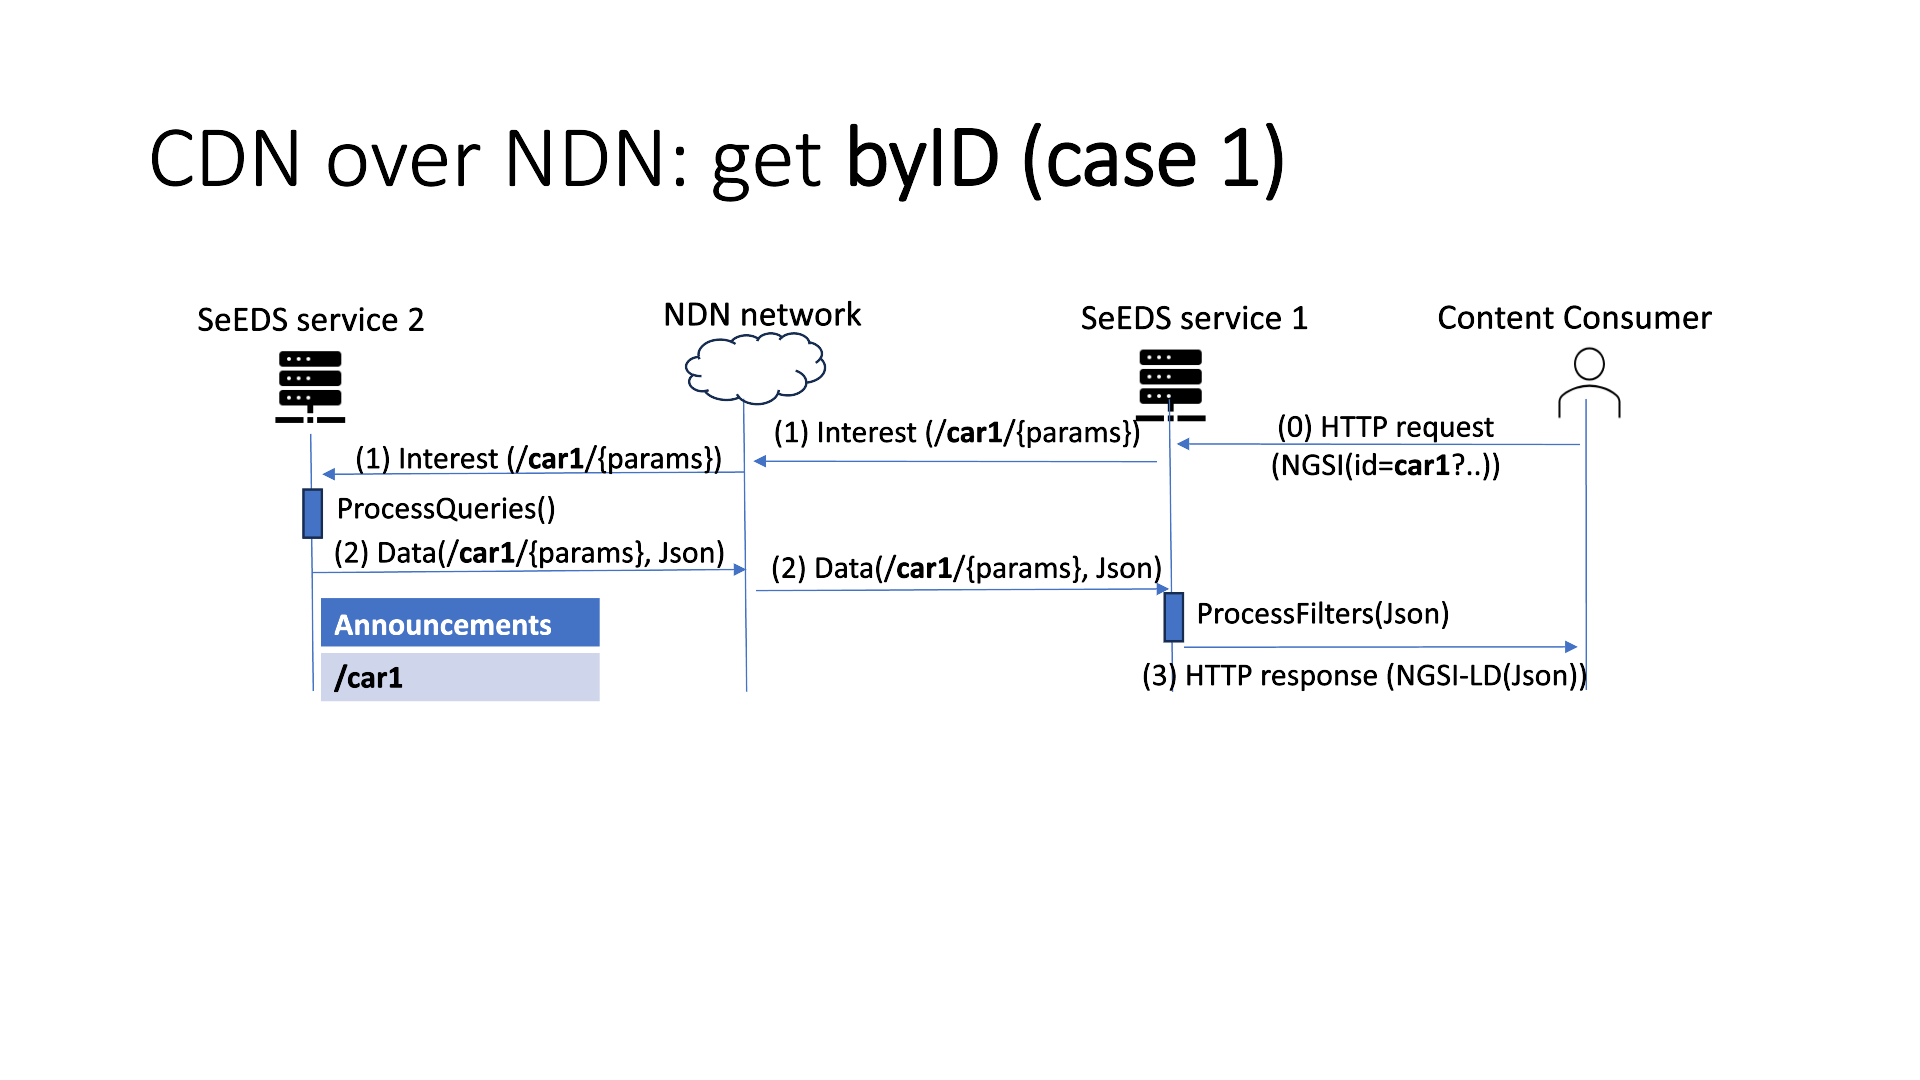 CDN over NDN: get byID (case 1)
SeEDS service 2
NDN network
SeEDS service 1
Content Consumer
(0) HTTP request
(NGSI(id=car1?..))
(1) Interest (/car1/{params})
(1) Interest (/car1/{params})
ProcessQueries()
(2) Data(/car1/{params}, Json)
(2) Data(/car1/{params}, Json)
ProcessFilters(Json)
(3) HTTP response (NGSI-LD(Json))
Announcements
/car1